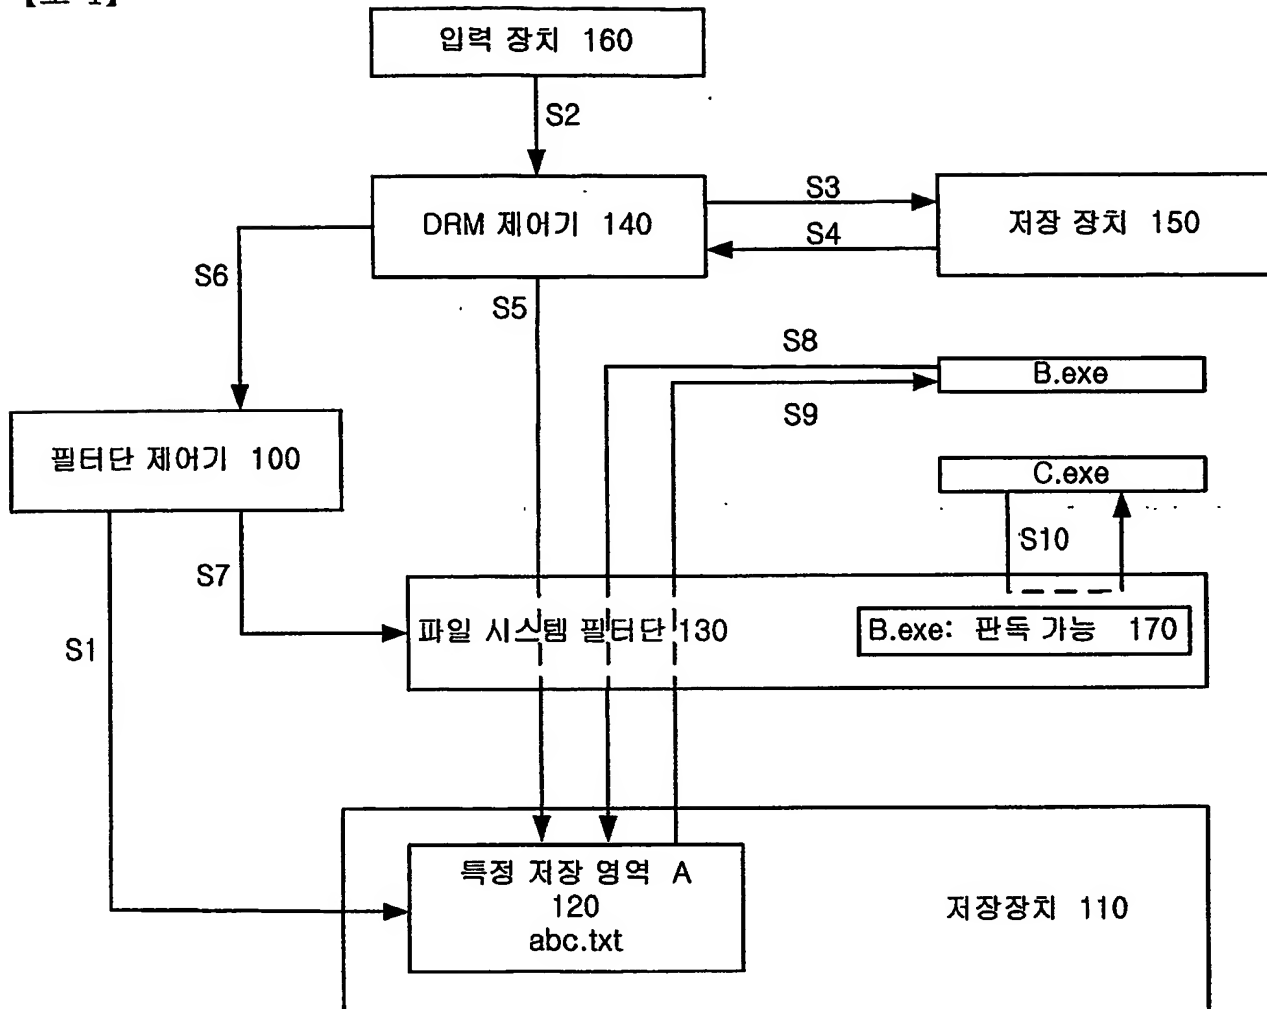 입력 장치 160
S2
DRM 제어기 140
S3
S4
저장 장치 150
S6
S5
S8
B.exe
S9
필터단 제어기 100
C.exe
S10
S7
파일 시스템 필터단 130
B.exe: 판독 가능 170
S1
특정 저장 영역 A
120
abc.txt
저장장치 110